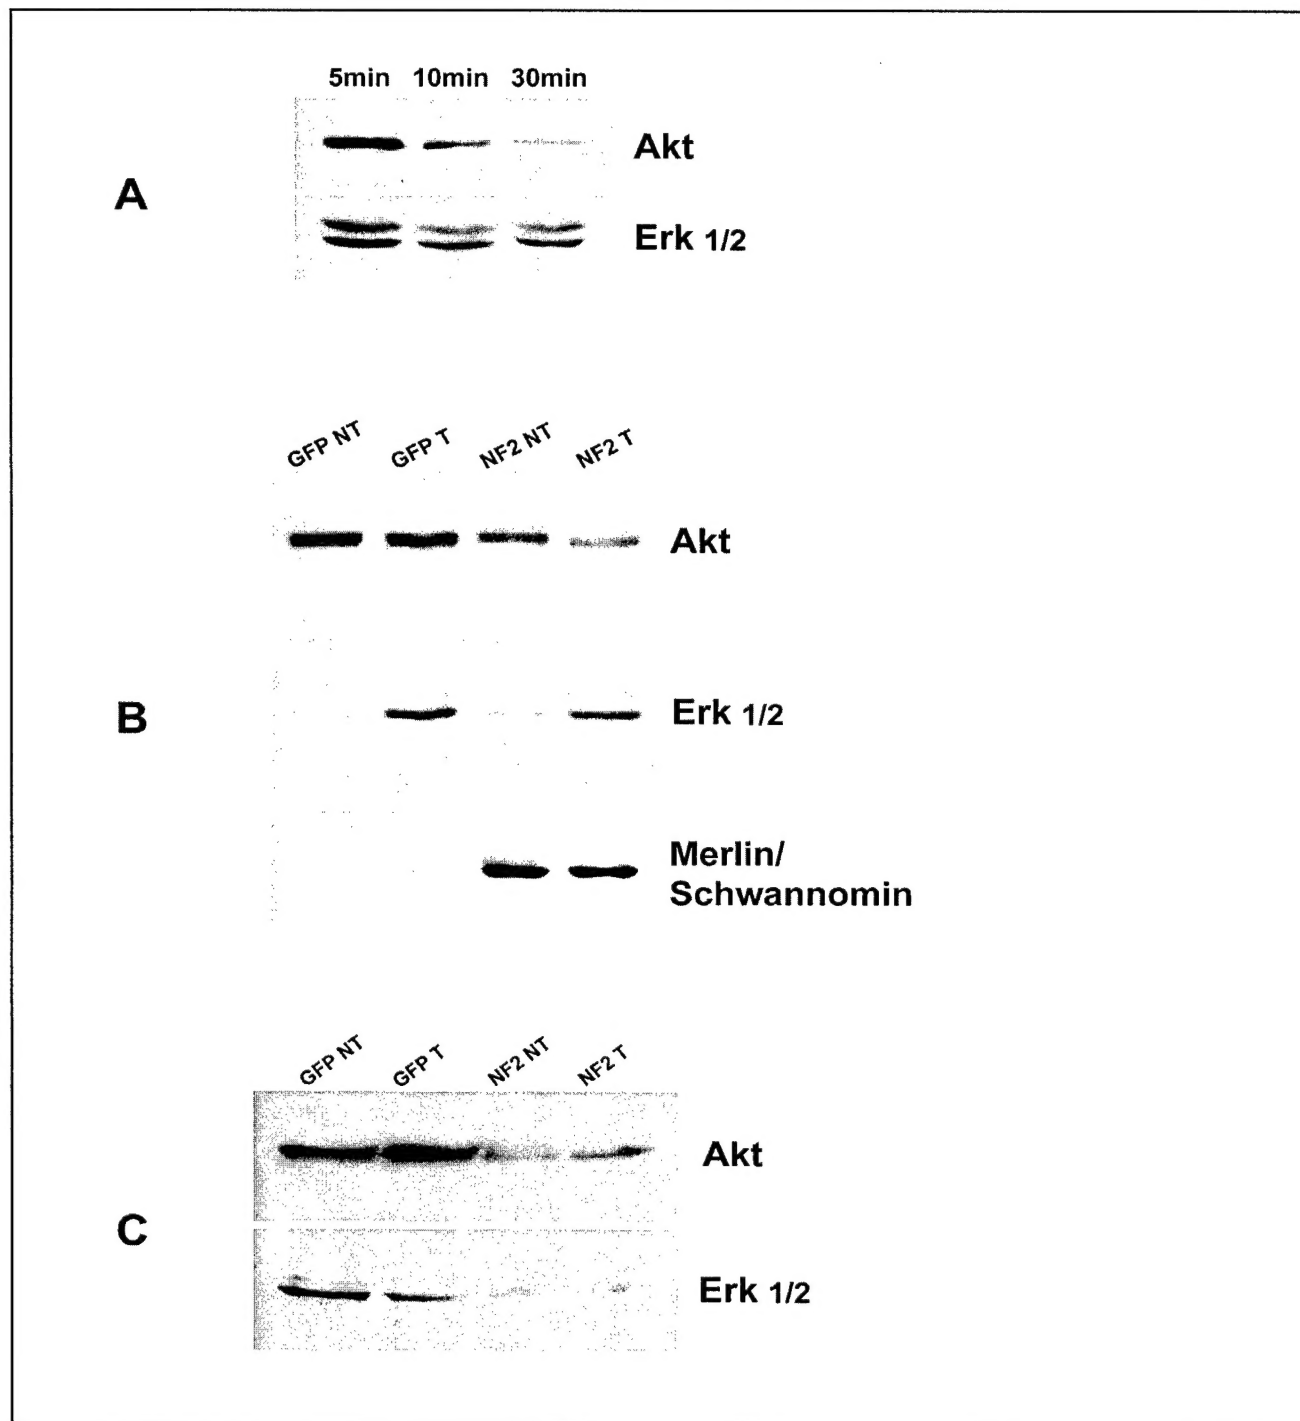 5min 10min 30min
Akt
A
Erk 1/2
GFP NT GFP T NF2 NT NF2 T
Akt
B
Erk 1/2
Merlin/
Schwannomin
GFP NT GFP T NF2 NT NF2 T
Akt
C
Erk 1/2